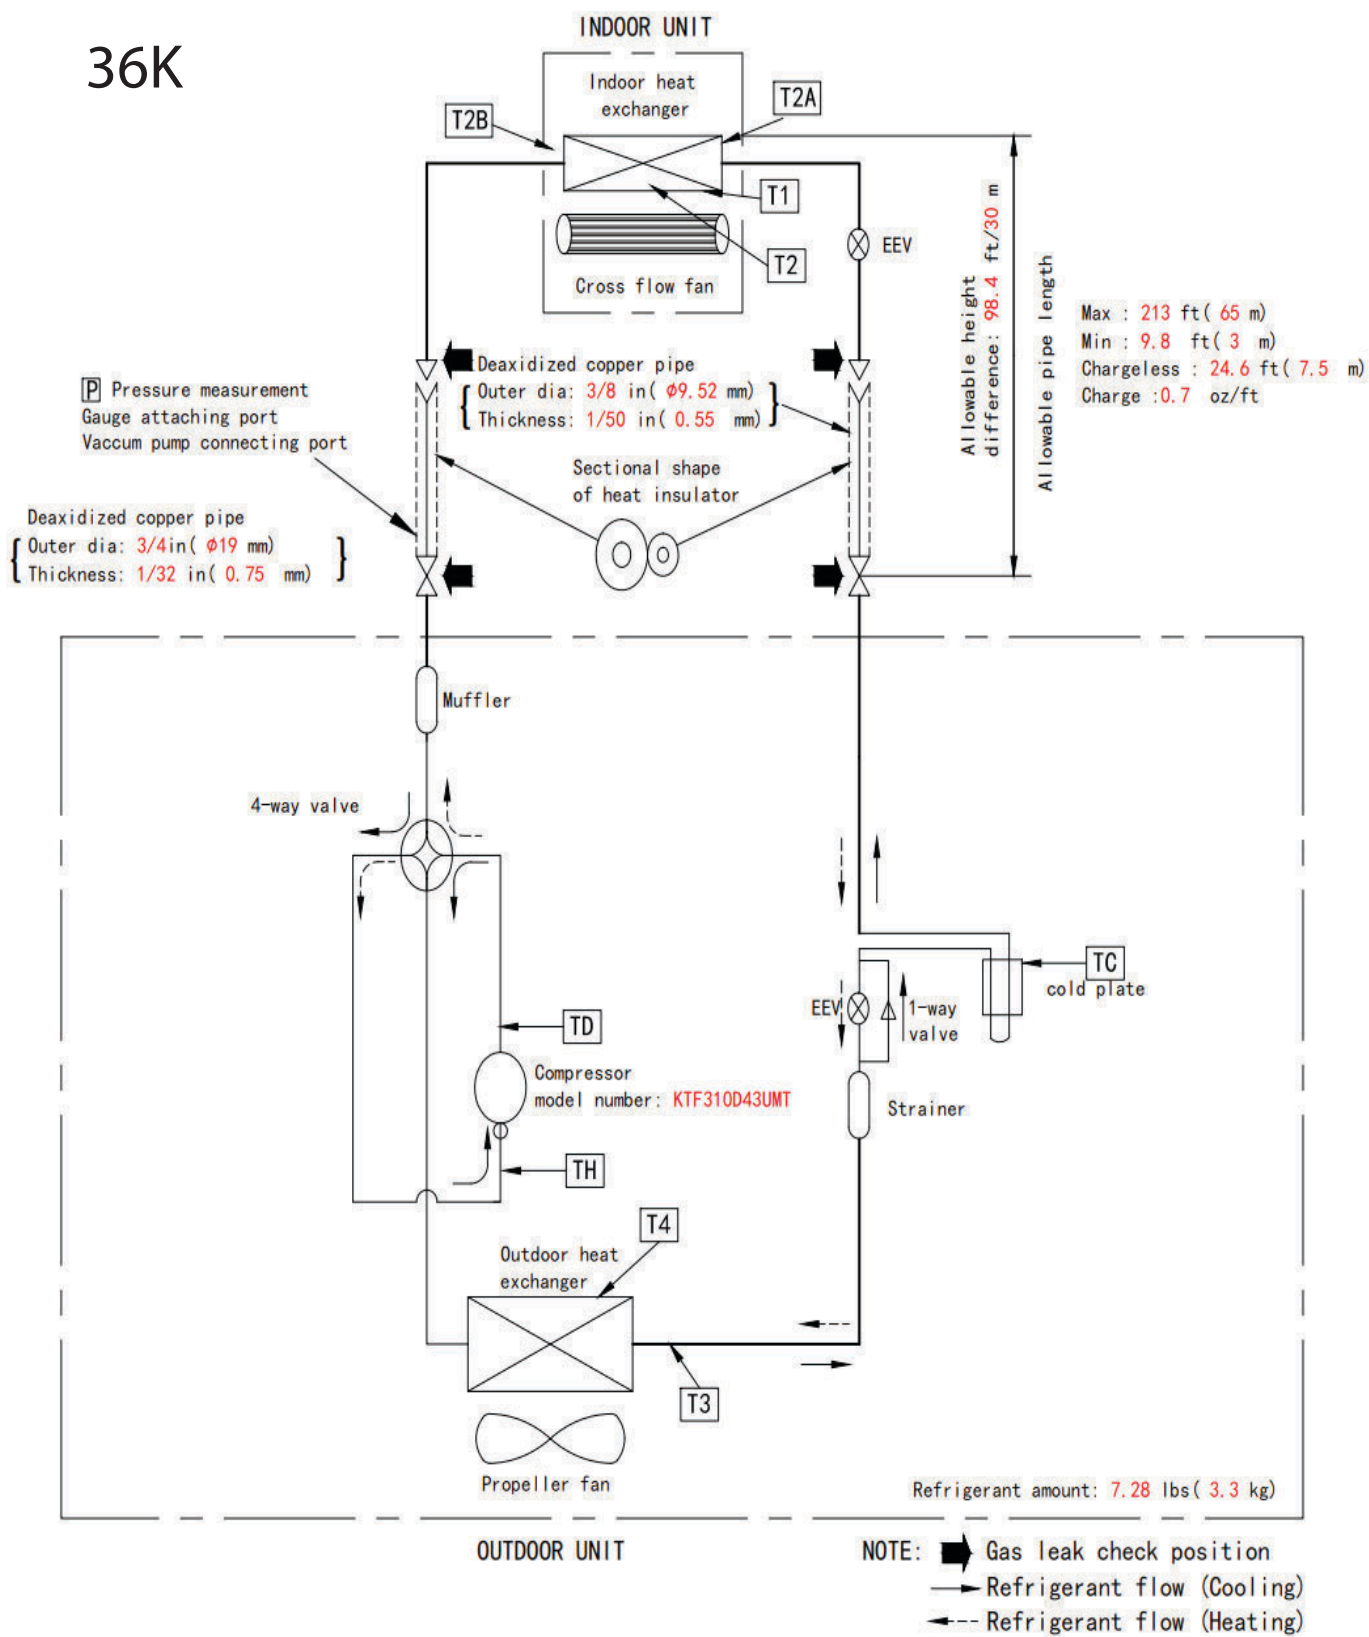 36K
INDOOR UNIT
Indoor heat
exchanger
T2A
T2B
T1
T2
Cross flow fan
EEV
Allowable height
difference: 98.4 ft/30 m
Allowable pipe length
Max : 213 ft( 65 m)
Min : 9.8 ft( 3 m)
Chargeless : 24.6 ft( 7.5 m)
Charge :0.7 oz/ft
Deaxidized copper pipe
Outer dia: 3/8 in( φ9.52 mm)
Thickness: 1/50 in( 0.55 mm)
P Pressure measurement
Gauge attaching port
Vaccum pump connecting port
Sectional shape
of heat insulator
Deaxidized copper pipe
Outer dia: 3/4in( φ19 mm)
Thickness: 1/32 in( 0.75 mm)
Muffler
4-way valve
TC
cold plate
EEV
1-way
valve
TD
Compressor
model number: KTF310D43UMT
Strainer
TH
T4
Outdoor heat
exchanger
T3
Propeller fan
Refrigerant amount: 7.28 lbs( 3.3 kg)
OUTDOOR UNIT
NOTE: Gas leak check position
Refrigerant flow (Cooling)
Refrigerant flow (Heating)